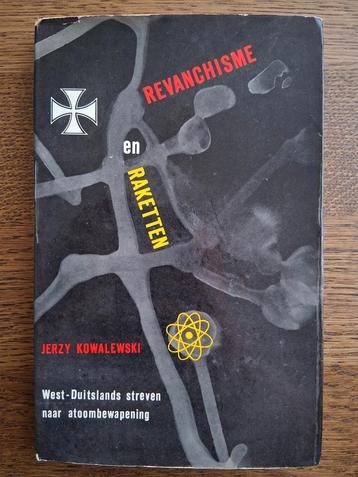 REVANCHISME
en
RAKETTEN
JERZY KOWALEWSKI
West-Duitslands streven
naar atoombewapening